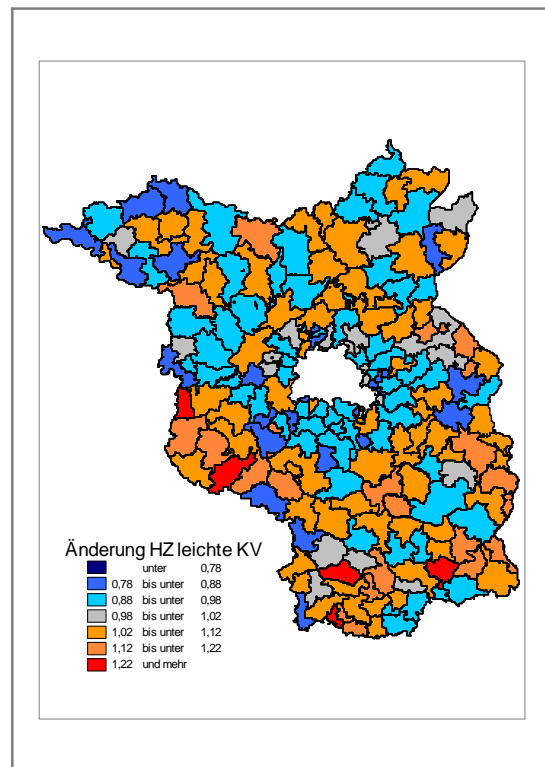 Änderung HZ leichte KV
unter 0,78
0,78 bis unter 0,88
0,88 bis unter 0,98
0,98 bis unter 1,02
1,02 bis unter 1,12
1,12 bis unter 1,22
1,22 und mehr